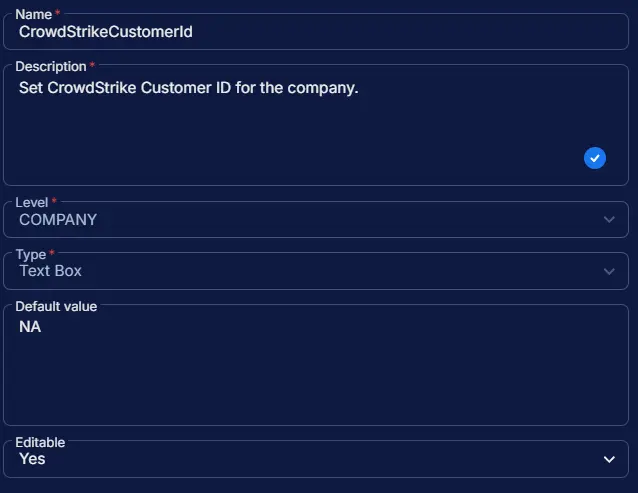 Name *
CrowdStrikeCustomerId
Description *
Set CrowdStrike Customer ID for the company.
Level *
COMPANY
Type *
Text Box
Default value
NA
Editable
Yes